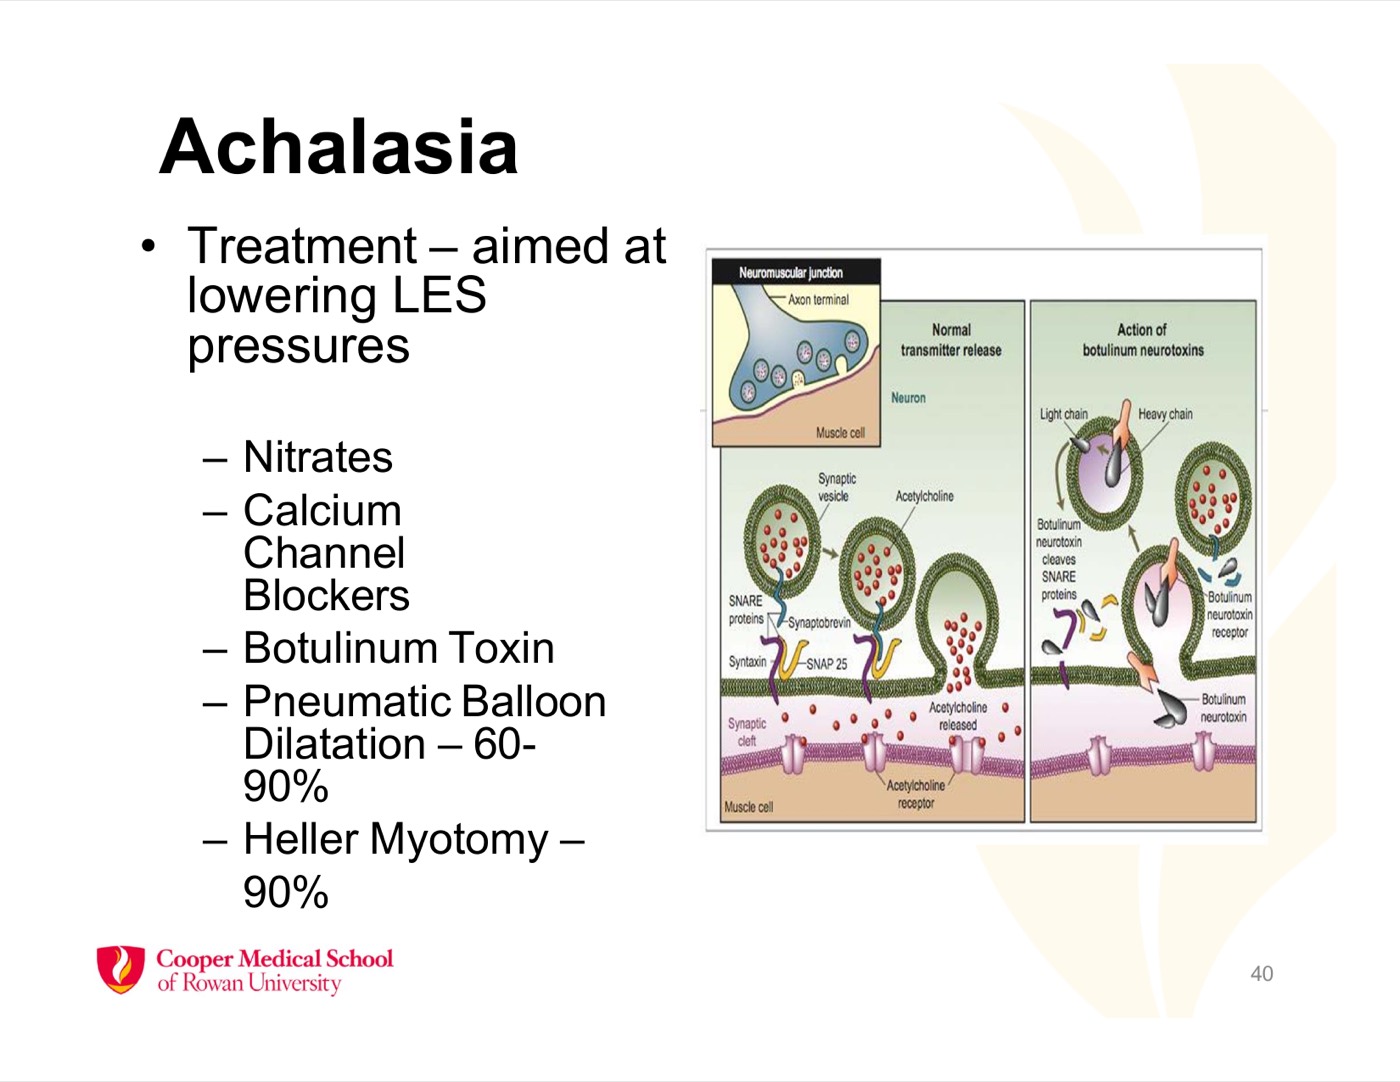 Achalasia
• Treatment – aimed at
lowering LES
pressures
– Nitrates
– Calcium
Channel
Blockers
– Botulinum Toxin
– Pneumatic Balloon
Dilatation – 60-
90%
– Heller Myotomy –
90%
Neuromuscular junction
Axon terminal
Muscle cell
Normal
transmitter release
Neuron
Synaptic
vesicle
Acetylcholine
SNARE
proteins
Synaptobrevin
Syntaxin
SNAP 25
Synaptic
cleft
Acetylcholine
released
Acetylcholine
receptor
Muscle cell
Action of
botulinum neurotoxins
Light chain
Heavy chain
Botulinum
neurotoxin
cleaves
SNARE
proteins
Botulinum
neurotoxin
receptor
Botulinum
neurotoxin
Cooper Medical School
of Rowan University
40